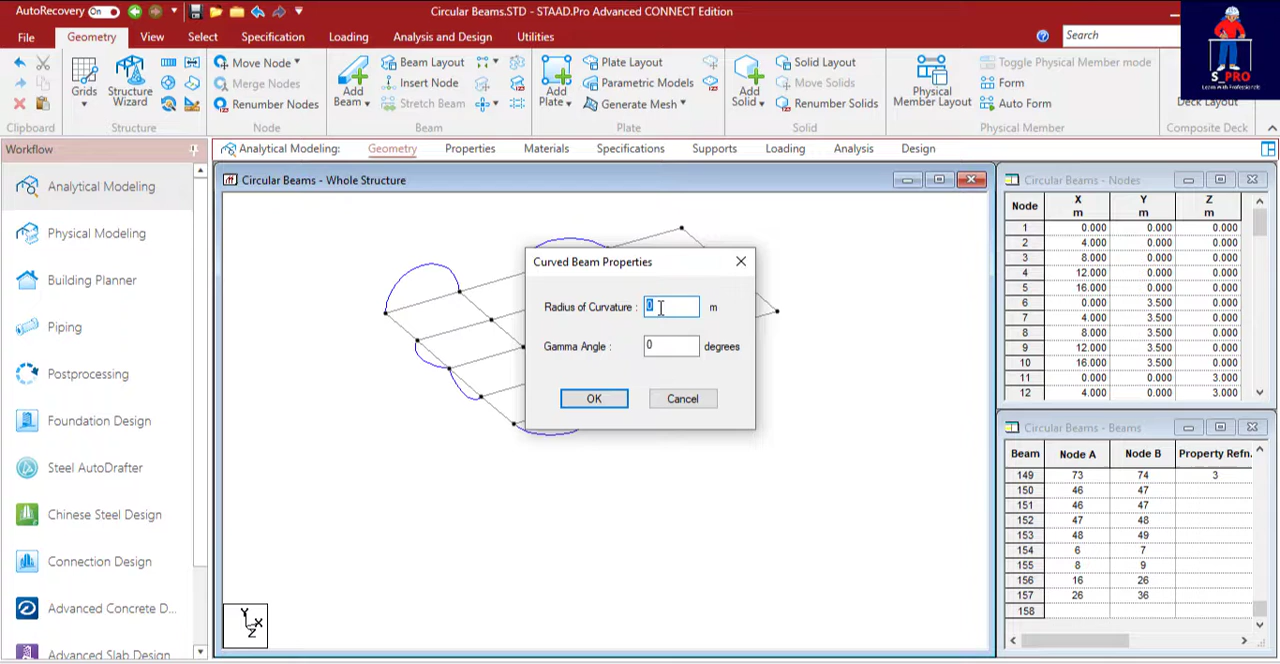 AutoRecovery On
Circular Beams.STD - STAAD.Pro Advanced CONNECT Edition
File Geometry View Select Specification Loading Analysis and Design Utilities
Search
S_PRO
Learn With Professionals
Grids
Structure Wizard
Move Node
Merge Nodes
Renumber Nodes
Add Beam
Beam Layout
Insert Node
Stretch Beam
Add Plate
Plate Layout
Parametric Models
Generate Mesh
Add Solid
Solid Layout
Move Solids
Renumber Solids
Physical Member Layout
Toggle Physical Member mode
Form
Auto Form
Deck Layout
Clipboard Structure Node Beam Plate Solid Physical Member Composite Deck
Workflow
Analytical Modeling: Geometry Properties Materials Specifications Supports Loading Analysis Design
Analytical Modeling
Physical Modeling
Building Planner
Piping
Postprocessing
Foundation Design
Steel AutoDrafter
Chinese Steel Design
Connection Design
Advanced Concrete D...
Advanced Slab Design
Circular Beams - Whole Structure
Curved Beam Properties
Radius of Curvature : 0 m
Gamma Angle : 0 degrees
OK Cancel
Y
X
Z
Circular Beams - Nodes
Node X m Y m Z m
1 0.000 0.000 0.000
2 4.000 0.000 0.000
3 8.000 0.000 0.000
4 12.000 0.000 0.000
5 16.000 0.000 0.000
6 0.000 3.500 0.000
7 4.000 3.500 0.000
8 8.000 3.500 0.000
9 12.000 3.500 0.000
10 16.000 3.500 0.000
11 0.000 0.000 3.000
12 4.000 0.000 3.000
Circular Beams - Beams
Beam Node A Node B Property Refn.
149 73 74 3
150 46 47
151 46 47
152 47 48
153 48 49
154 6 7
155 8 9
156 16 26
157 26 36
158